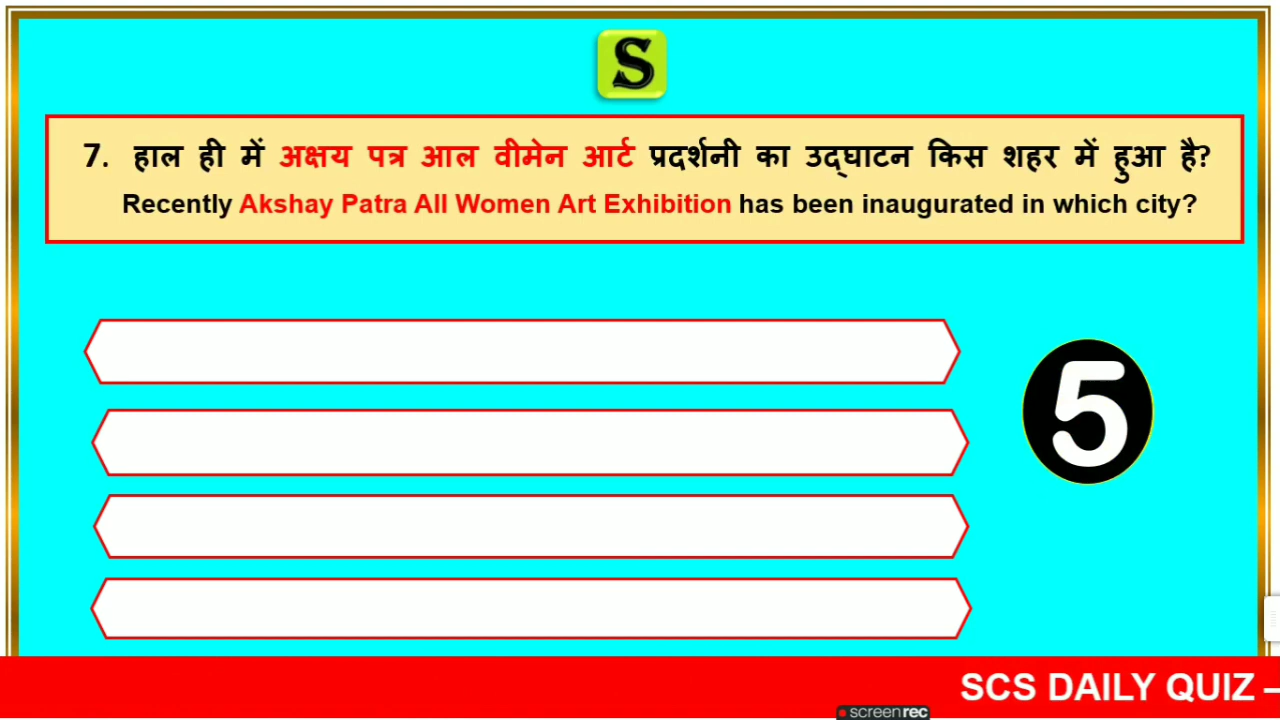 S
7. हाल ही में अक्षय पत्र आल वीमेन आर्ट प्रदर्शनी का उद्घाटन किस शहर में हुआ है?
Recently Akshay Patra All Women Art Exhibition has been inaugurated in which city?
5
SCS DAILY QUIZ –
screenrec